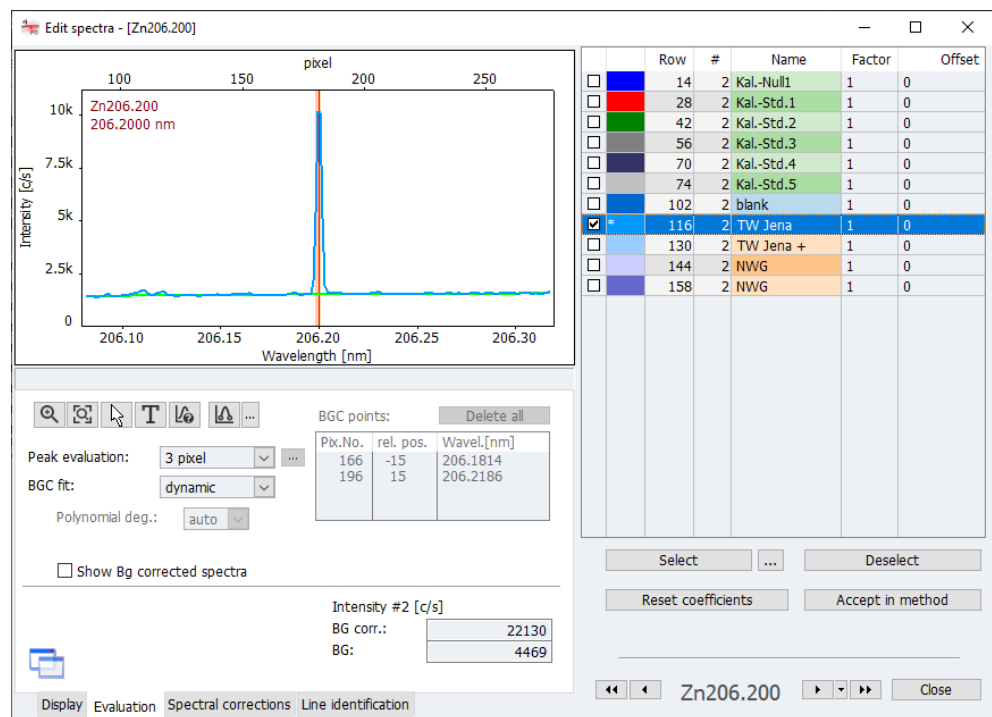 Edit spectra - [Zn206.200]
pixel
100 150 200 250
Zn206.200
206.2000 nm
10k
7.5k
5k
2.5k
0
Intensity [c/s]
206.10 206.15 206.20 206.25 206.30
Wavelength [nm]
Row # Name Factor Offset
14 2 Kal.-Null1 1 0
28 2 Kal.-Std.1 1 0
42 2 Kal.-Std.2 1 0
56 2 Kal.-Std.3 1 0
70 2 Kal.-Std.4 1 0
74 2 Kal.-Std.5 1 0
102 2 blank 1 0
* 116 2 TW Jena 1 0
130 2 TW Jena + 1 0
144 2 NWG 1 0
158 2 NWG 1 0
T ...
BGC points: Delete all
Pix.No. rel. pos. Wavel.[nm]
166 -15 206.1814
196 15 206.2186
Peak evaluation: 3 pixel ...
BGC fit: dynamic
Polynomial deg.: auto
Show Bg corrected spectra
Intensity #2 [c/s]
BG corr.: 22130
BG: 4469
Display Evaluation Spectral corrections Line identification
Select ... Deselect
Reset coefficients Accept in method
Zn206.200 Close